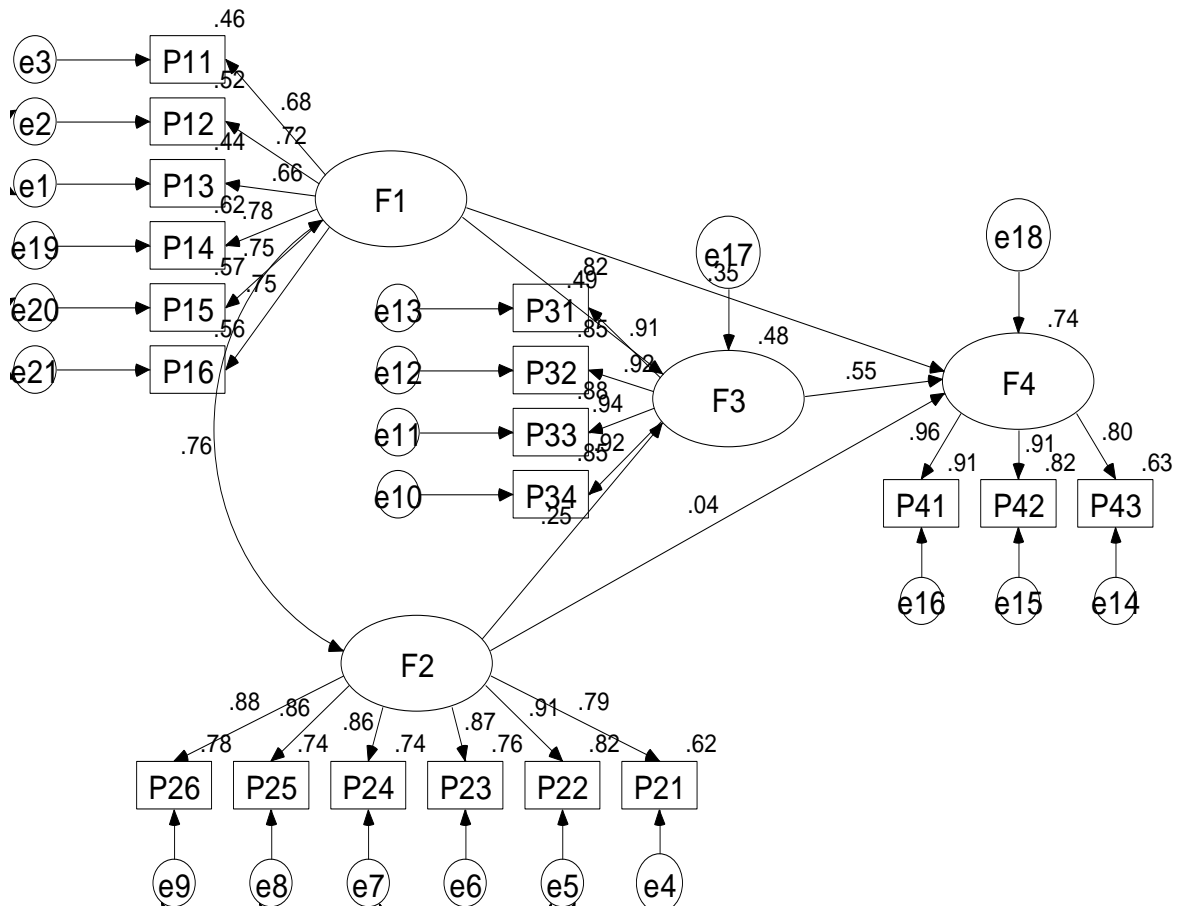 .46
e3 P11
.52
.68
e2 P12
.72
.44
e1 P13
.66
F1
.62
.78
e19 P14
.75
e17
e18
.57
.75
.82
.35
.49
e20 P15
e13 P31
.56
.85
.91
.48
.74
e21 P16
e12 P32
.92
F3
.55
F4
.88
.94
e11 P33
.76
.92
.85
.96
.91
.80
.91
.82
.63
e10 P34
.25
.04
P41 P42 P43
e16 e15 e14
F2
.88
.86
.86
.87
.91
.79
.78
.74
.74
.76
.82
.62
P26 P25 P24 P23 P22 P21
e9 e8 e7 e6 e5 e4